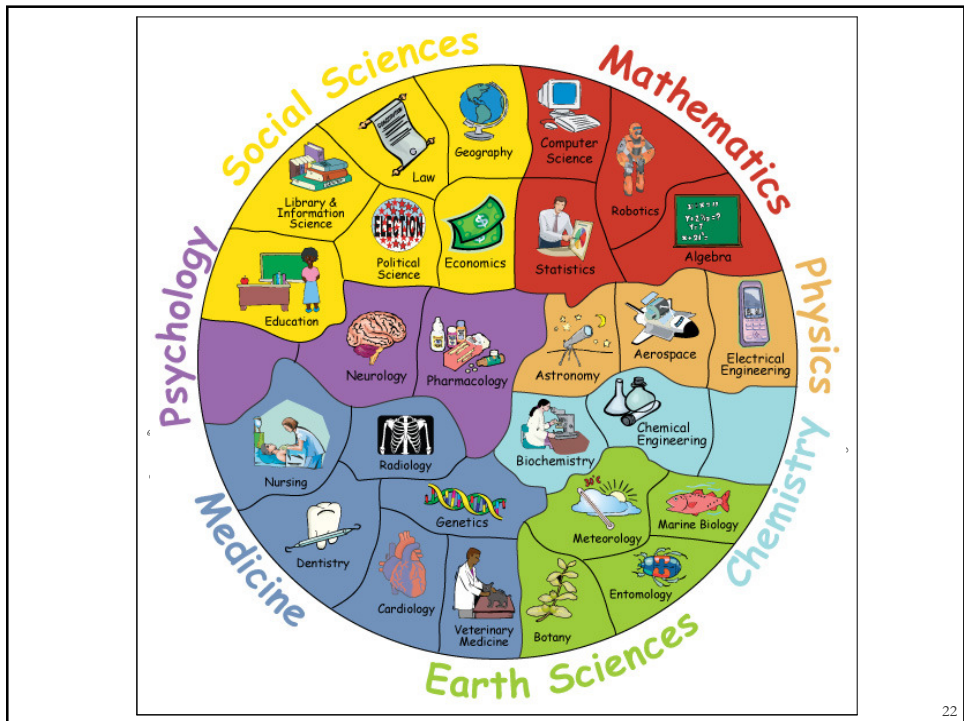 Social Sciences
Mathematics
Geography
Computer
Science
Law
Library &
Information
Science
Robotics
ELECTION
Political
Science
Economics
Statistics
Algebra
Psychology
Physics
Education
Neurology
Pharmacology
Astronomy
Aerospace
Electrical
Engineering
Chemical
Engineering
Biochemistry
Chemistry
Nursing
Radiology
Medicine
Genetics
30°C
Meteorology
Marine Biology
Dentistry
Cardiology
Veterinary
Medicine
Botany
Entomology
Earth Sciences
22